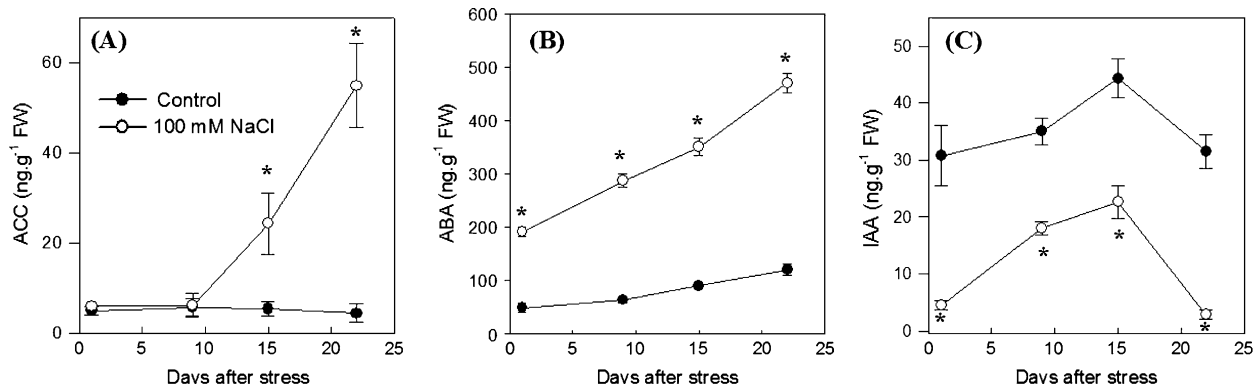 (A)
ACC (ng.g-1 FW)
60
40
20
0
Control
100 mM NaCl
*
*
0 5 10 15 20 25
Days after stress
(B)
ABA (ng.g-1 FW)
600
500
400
300
200
100
0
*
*
*
*
0 5 10 15 20 25
Days after stress
(C)
IAA (ng.g-1 FW)
50
40
30
20
10
0
*
*
*
*
0 5 10 15 20 25
Days after stress